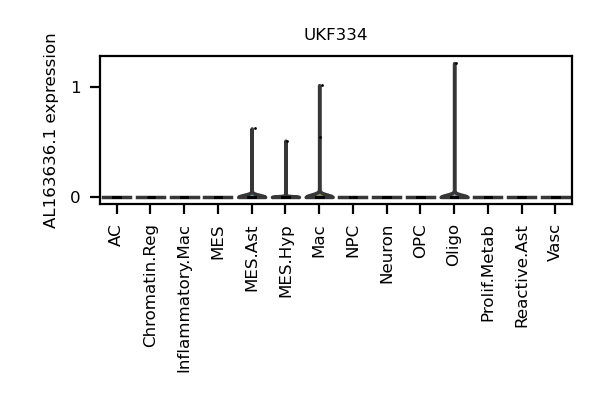 UKF334
AL163636.1 expression
1
0
AC
Chromatin.Reg
Inflammatory.Mac
MES
MES.Ast
MES.Hyp
Mac
NPC
Neuron
OPC
Oligo
Prolif.Metab
Reactive.Ast
Vasc